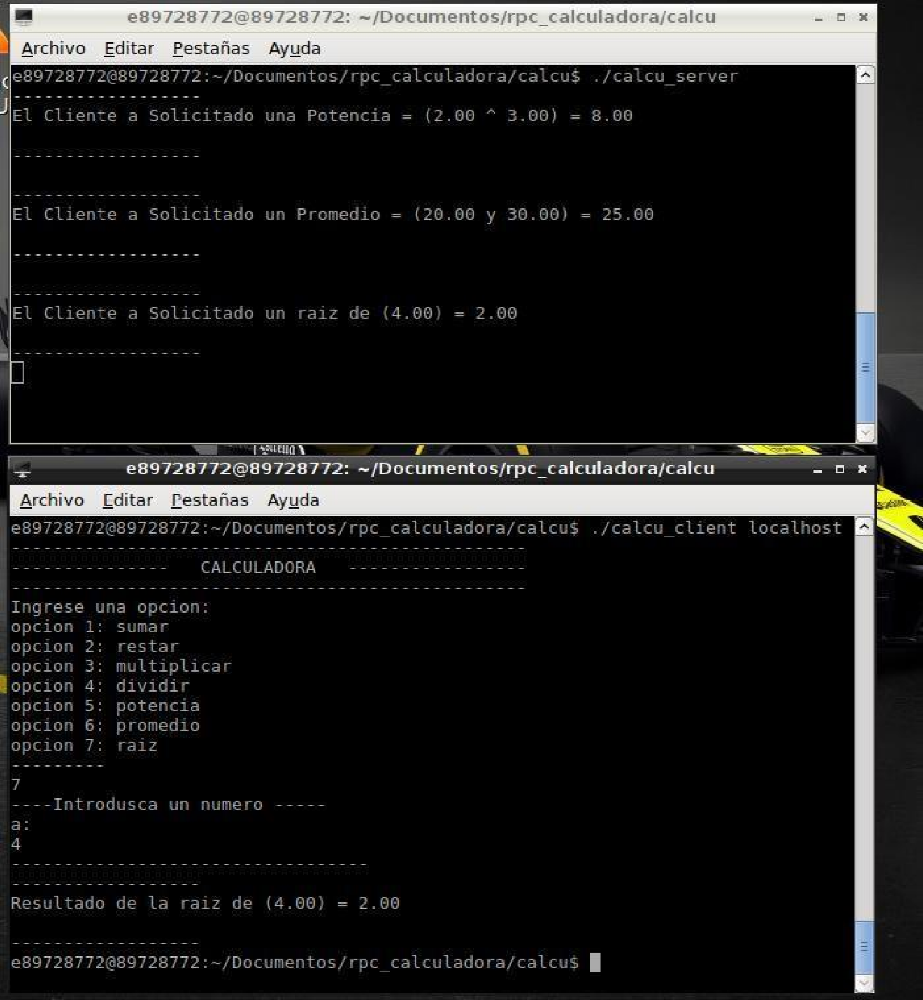 e89728772@89728772: ~/Documentos/rpc_calculadora/calcu
Archivo Editar Pestañas Ayuda
e89728772@89728772:~/Documentos/rpc_calculadora/calcu$ ./calcu_server
------------------
El Cliente a Solicitado una Potencia = (2.00 ^ 3.00) = 8.00
------------------
------------------
El Cliente a Solicitado un Promedio = (20.00 y 30.00) = 25.00
------------------
------------------
El Cliente a Solicitado un raiz de (4.00) = 2.00
------------------
e89728772@89728772: ~/Documentos/rpc_calculadora/calcu
Archivo Editar Pestañas Ayuda
e89728772@89728772:~/Documentos/rpc_calculadora/calcu$ ./calcu_client localhost
-------------------------------------------------
---------------   CALCULADORA   -----------------
-------------------------------------------------
Ingrese una opcion:
opcion 1: sumar
opcion 2: restar
opcion 3: multiplicar
opcion 4: dividir
opcion 5: potencia
opcion 6: promedio
opcion 7: raiz
---------
7
----Introdusca un numero -----
a:
4
----------------------------------
------------------
Resultado de la raiz de (4.00) = 2.00
------------------
e89728772@89728772:~/Documentos/rpc_calculadora/calcu$